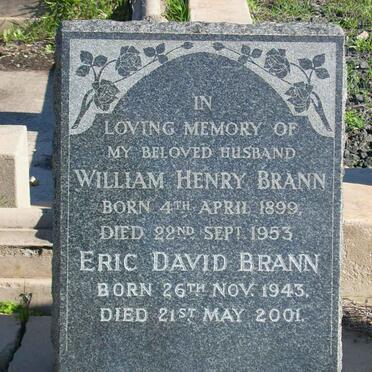 IN
LOVING MEMORY OF
MY BELOVED HUSBAND
WILLIAM HENRY BRANN
BORN 4TH APRIL 1899.
DIED 22ND SEPT. 1953
ERIC DAVID BRANN
BORN 26TH NOV. 1943.
DIED 21ST MAY 2001.